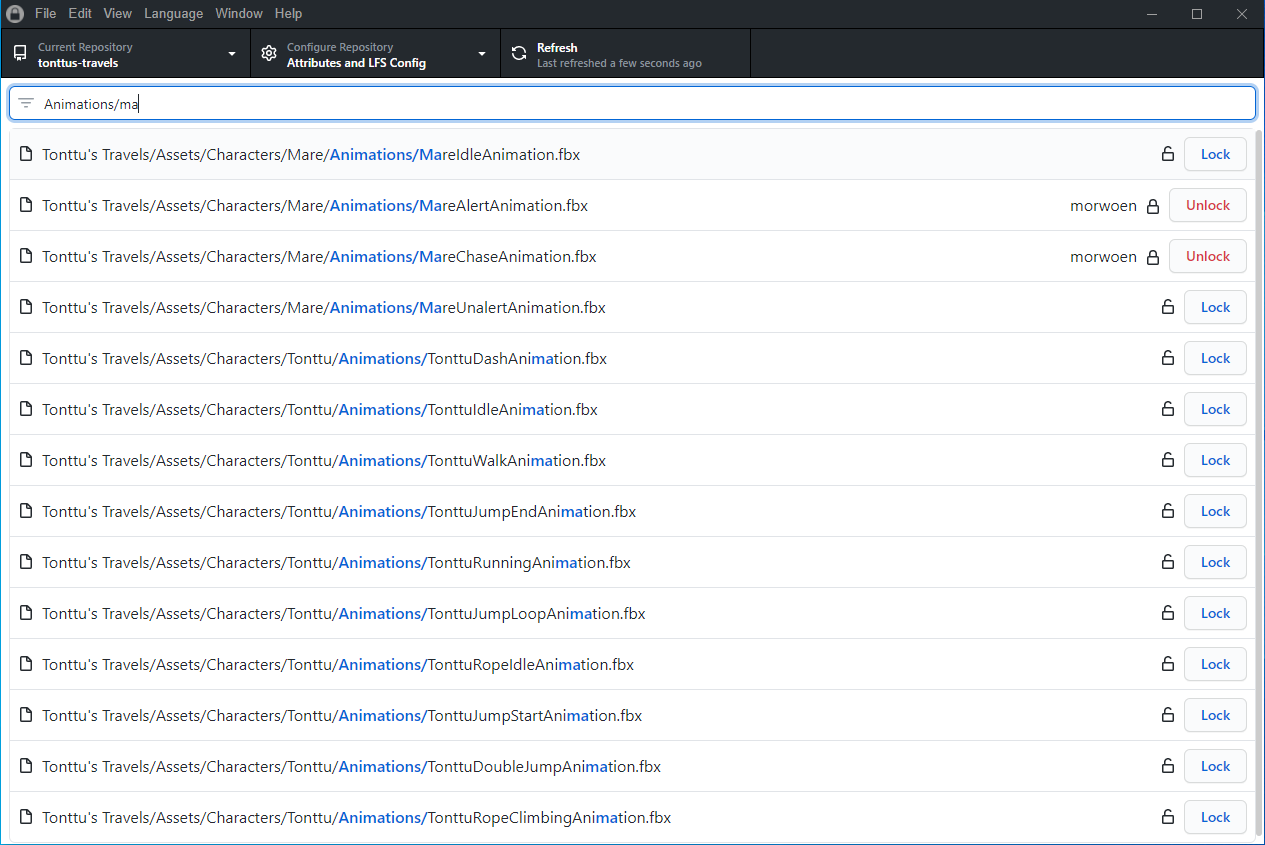 File Edit View Language Window Help
Current Repository
tonttus-travels
Configure Repository
Attributes and LFS Config
Refresh
Last refreshed a few seconds ago
Animations/ma
Tonttu's Travels/Assets/Characters/Mare/Animations/MareIdleAnimation.fbx Lock
Tonttu's Travels/Assets/Characters/Mare/Animations/MareAlertAnimation.fbx morwoen Unlock
Tonttu's Travels/Assets/Characters/Mare/Animations/MareChaseAnimation.fbx morwoen Unlock
Tonttu's Travels/Assets/Characters/Mare/Animations/MareUnalertAnimation.fbx Lock
Tonttu's Travels/Assets/Characters/Tonttu/Animations/TonttuDashAnimation.fbx Lock
Tonttu's Travels/Assets/Characters/Tonttu/Animations/TonttuIdleAnimation.fbx Lock
Tonttu's Travels/Assets/Characters/Tonttu/Animations/TonttuWalkAnimation.fbx Lock
Tonttu's Travels/Assets/Characters/Tonttu/Animations/TonttuJumpEndAnimation.fbx Lock
Tonttu's Travels/Assets/Characters/Tonttu/Animations/TonttuRunningAnimation.fbx Lock
Tonttu's Travels/Assets/Characters/Tonttu/Animations/TonttuJumpLoopAnimation.fbx Lock
Tonttu's Travels/Assets/Characters/Tonttu/Animations/TonttuRopeIdleAnimation.fbx Lock
Tonttu's Travels/Assets/Characters/Tonttu/Animations/TonttuJumpStartAnimation.fbx Lock
Tonttu's Travels/Assets/Characters/Tonttu/Animations/TonttuDoubleJumpAnimation.fbx Lock
Tonttu's Travels/Assets/Characters/Tonttu/Animations/TonttuRopeClimbingAnimation.fbx Lock